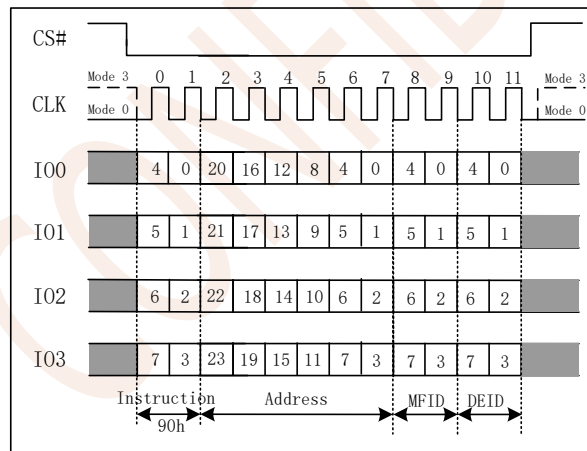 CS#
Mode 3 0 1 2 3 4 5 6 7 8 9 10 11 Mode 3
CLK Mode 0 Mode 0
IO0 4 0 20 16 12 8 4 0 4 0 4 0
IO1 5 1 21 17 13 9 5 1 5 1 5 1
IO2 6 2 22 18 14 10 6 2 6 2 6 2
IO3 7 3 23 19 15 11 7 3 7 3 7 3
Instruction Address MFID DEID
90h